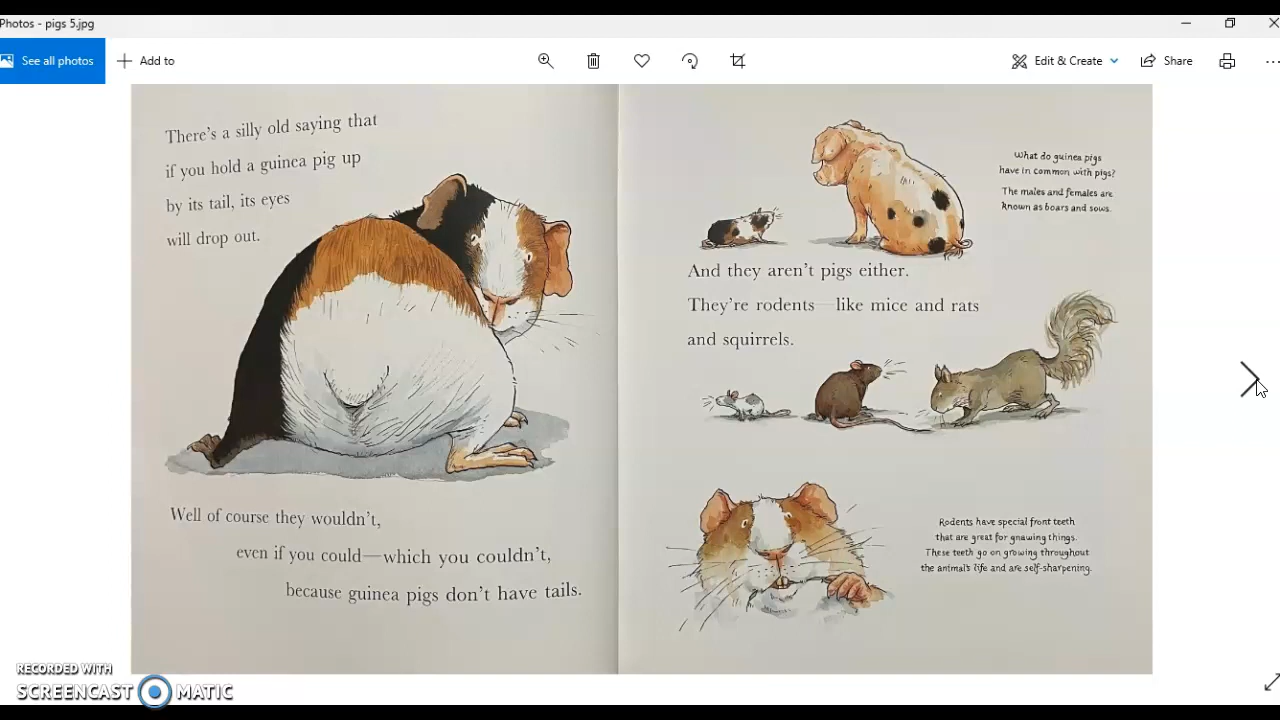 Photos - pigs 5.jpg
See all photos
Add to
Edit & Create
Share
There's a silly old saying that
if you hold a guinea pig up
by its tail, its eyes
will drop out.
Well of course they wouldn't,
even if you could—which you couldn't,
because guinea pigs don't have tails.
What do guinea pigs
have in common with pigs?
The males and females are
known as boars and sows.
And they aren't pigs either.
They're rodents—like mice and rats
and squirrels.
Rodents have special front teeth
that are great for gnawing things.
These teeth go on growing throughout
the animal's life and are self-sharpening.
RECORDED WITH
SCREENCAST MATIC